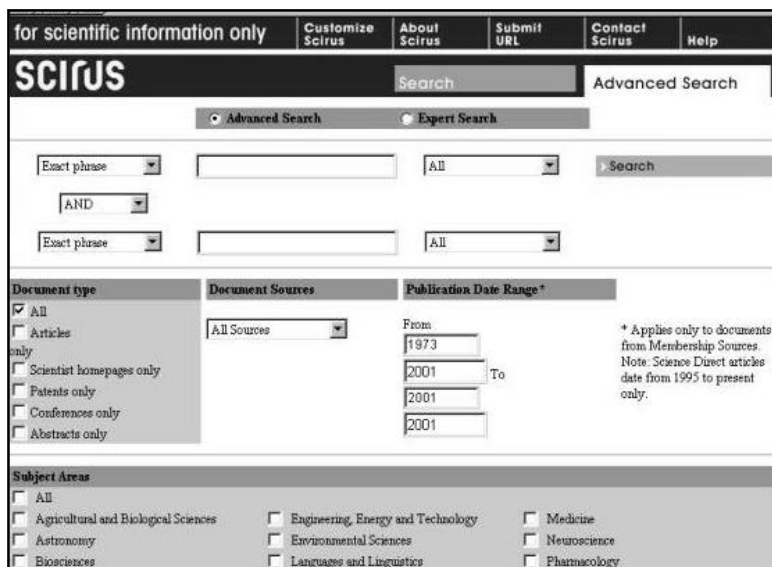 for scientific information only
Customize Scirus
About Scirus
Submit URL
Contact Scirus
Help
SCIRUS
Search
Advanced Search
Advanced Search
Expert Search
Exact phrase
All
Search
AND
Exact phrase
All
Document type
All
Articles
only
Scientist homepages only
Patents only
Conferences only
Abstracts only
Document Sources
All Sources
Publication Date Range*
From
1973
2001 To
2001
2001
* Applies only to documents
from Membership Sources.
Note: Science Direct articles
date from 1995 to present
only.
Subject Areas
All
Agricultural and Biological Sciences
Engineering, Energy and Technology
Medicine
Astronomy
Environmental Sciences
Neuroscience
Biosciences
Languages and Linguistics
Pharmacology